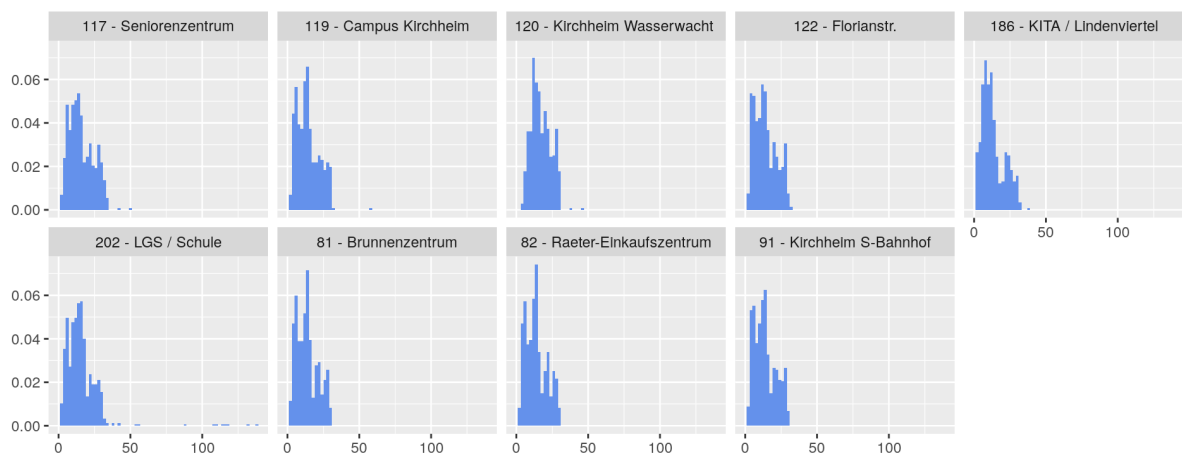 117 - Seniorenzentrum
119 - Campus Kirchheim
120 - Kirchheim Wasserwacht
122 - Florianstr.
186 - KITA / Lindenviertel
0.06
0.04
0.02
0.00
0 50 100
202 - LGS / Schule
81 - Brunnenzentrum
82 - Raeter-Einkaufszentrum
91 - Kirchheim S-Bahnhof
0.06
0.04
0.02
0.00
0 50 100
0 50 100
0 50 100
0 50 100